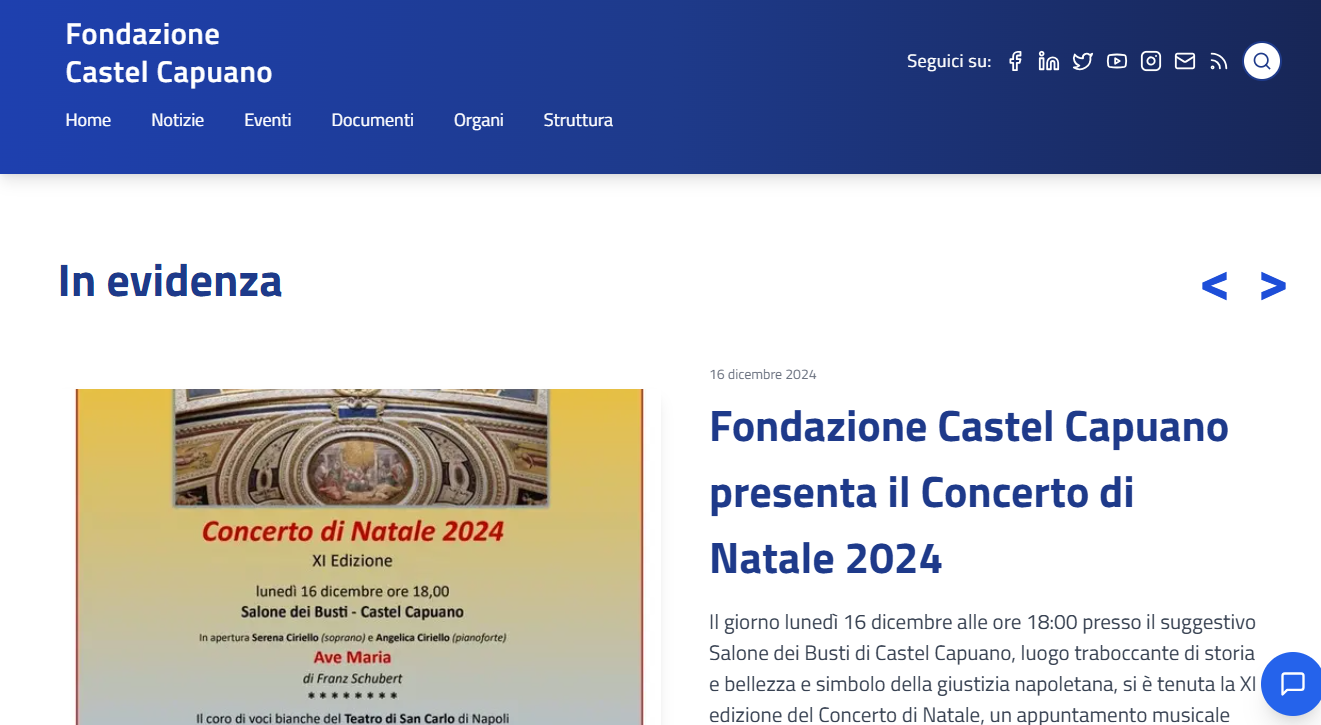 Fondazione
Castel Capuano
Seguici su:
Home Notizie Eventi Documenti Organi Struttura
In evidenza
< >
Concerto di Natale 2024
XI Edizione
lunedì 16 dicembre ore 18,00
Salone dei Busti - Castel Capuano
In apertura Serena Ciriello (soprano) e Angelica Ciriello (pianoforte)
Ave Maria
di Franz Schubert
* * * * * * * *
Il coro di voci bianche del Teatro di San Carlo di Napoli
16 dicembre 2024
Fondazione Castel Capuano
presenta il Concerto di
Natale 2024
Il giorno lunedì 16 dicembre alle ore 18:00 presso il suggestivo
Salone dei Busti di Castel Capuano, luogo traboccante di storia
e bellezza e simbolo della giustizia napoletana, si è tenuta la XI
edizione del Concerto di Natale, un appuntamento musicale